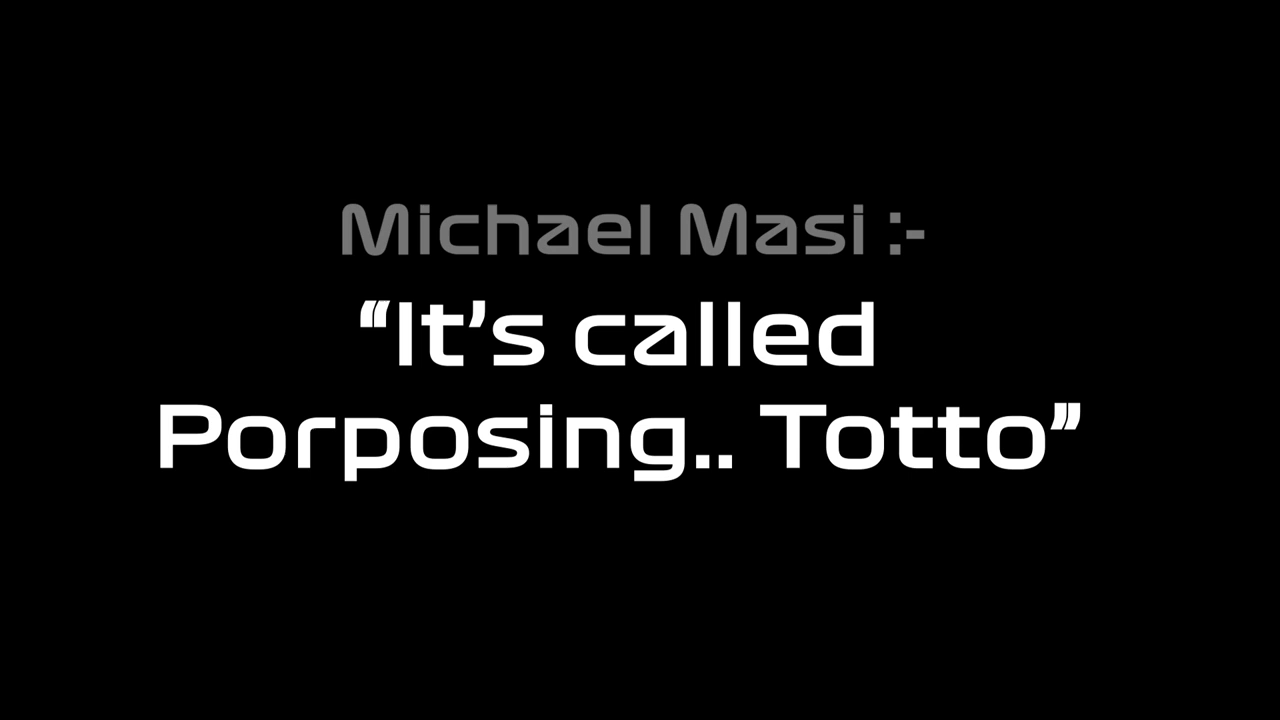 Michael Masi :-
“It’s called
Porposing.. Totto”